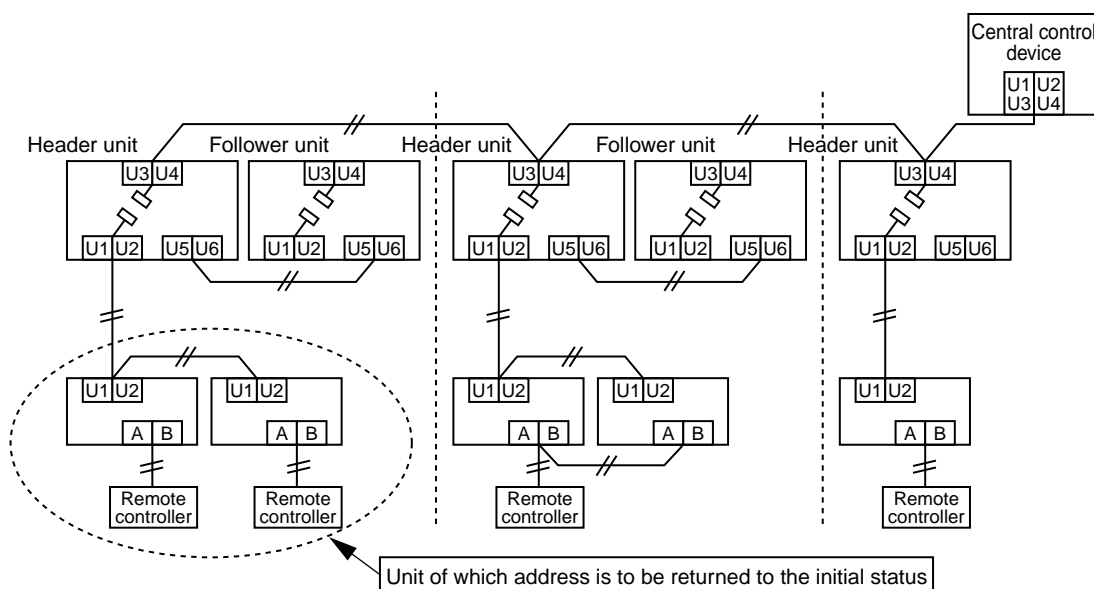 Central control
device
U1 U2
U3 U4
Header unit
Follower unit
Header unit
Follower unit
Header unit
U3 U4
U3 U4
U3 U4
U3 U4
U3 U4
U1 U2
U5 U6
U1 U2
U5 U6
U1 U2
U5 U6
U1 U2
U5 U6
U1 U2
U5 U6
U1 U2
U1 U2
U1 U2
U1 U2
U1 U2
A B
A B
A B
A B
A B
Remote
controller
Remote
controller
Remote
controller
Remote
controller
Unit of which address is to be returned to the initial status